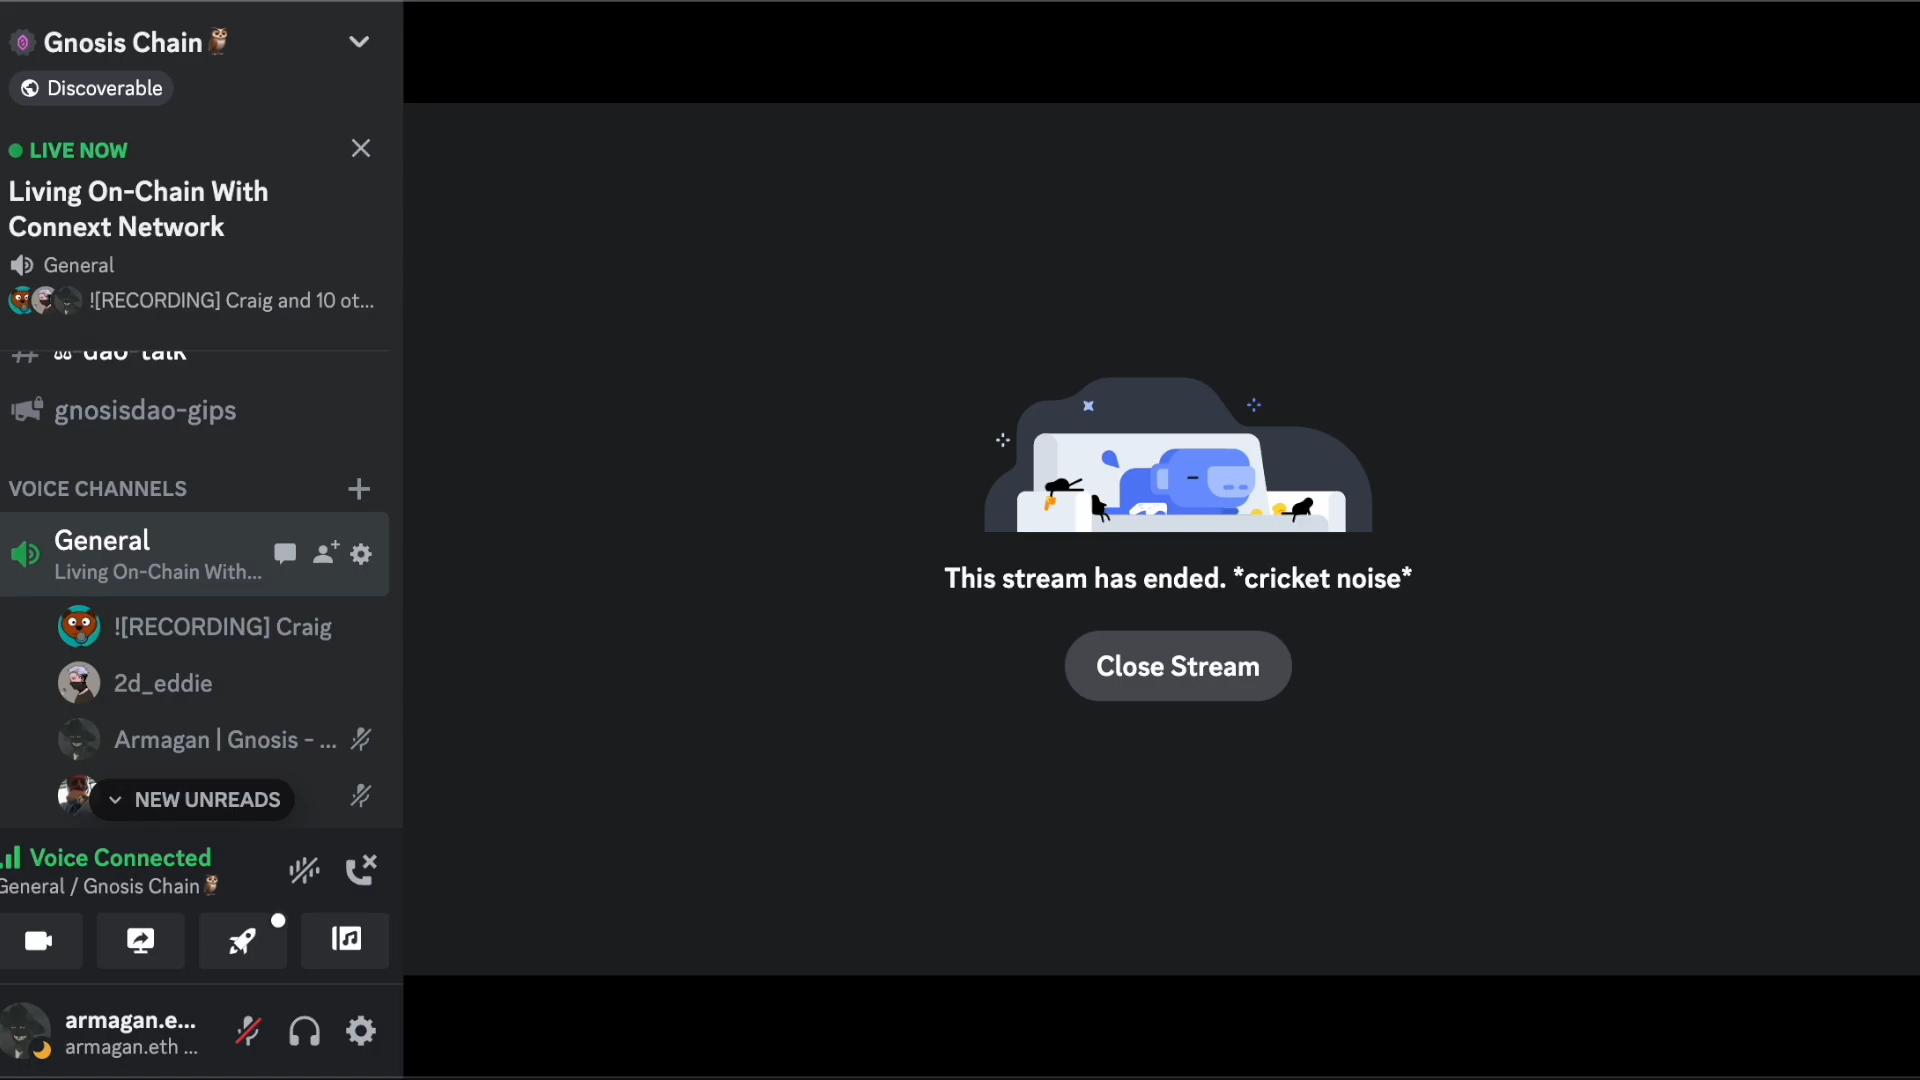 Gnosis Chain🦉
Discoverable
LIVE NOW
Living On-Chain With
Connext Network
General
![RECORDING] Craig and 10 ot...
dao-talk
gnosisdao-gips
VOICE CHANNELS
General
Living On-Chain With...
![RECORDING] Craig
2d_eddie
Armagan | Gnosis - ...
NEW UNREADS
Voice Connected
General / Gnosis Chain🦉
armagan.e...
armagan.eth ...
This stream has ended. *cricket noise*
Close Stream